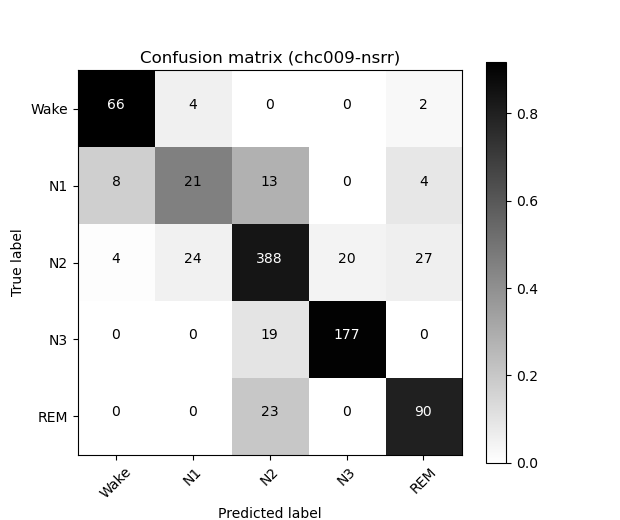 Confusion matrix (chc009-nsrr)
True label
Wake 66 4 0 0 2
N1 8 21 13 0 4
N2 4 24 388 20 27
N3 0 0 19 177 0
REM 0 0 23 0 90
Wake N1 N2 N3 REM
Predicted label
0.8
0.6
0.4
0.2
0.0